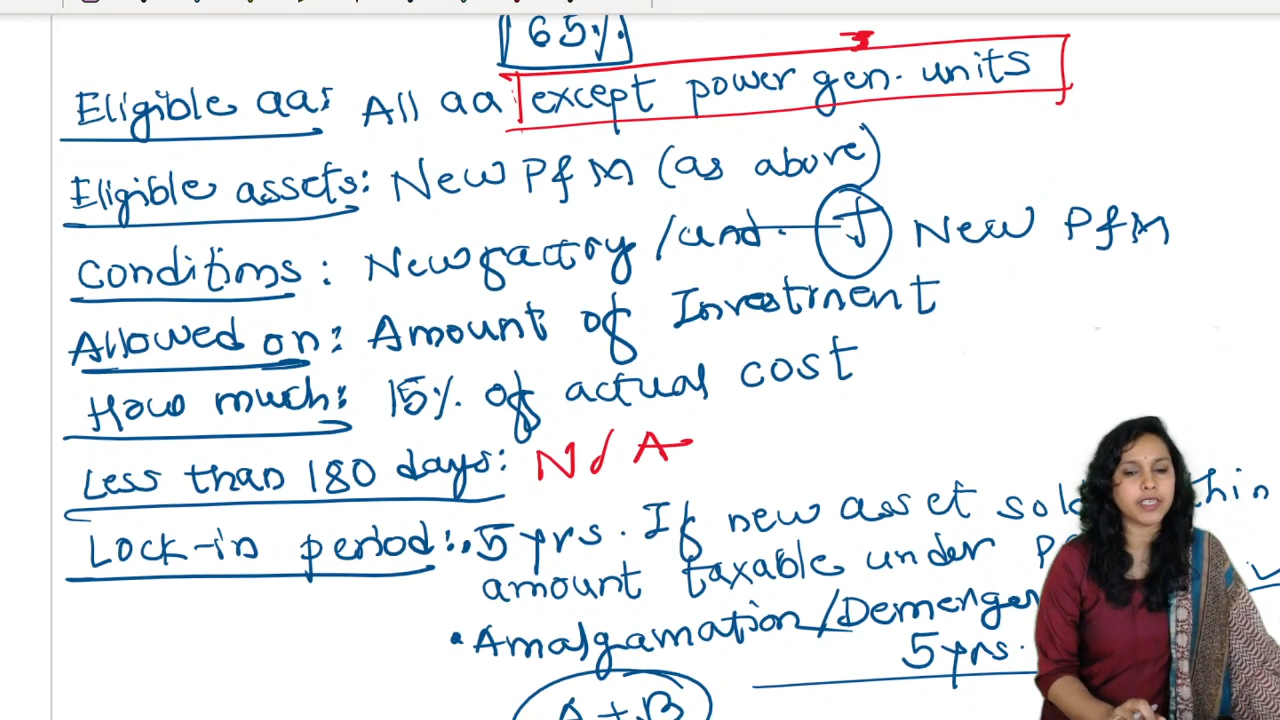 65%
Eligible aa: All aa except power gen. units
Eligible assets: New P&M (as above)
Conditions: New factory /und. + New P&M
Allowed on: Amount of Investment
How much: 15% of actual cost
Less than 180 days: N/A
Lock-in period: 5 yrs. If new asset sold
amount taxable under
• Amalgamation/Demerger
5 yrs.
A + B